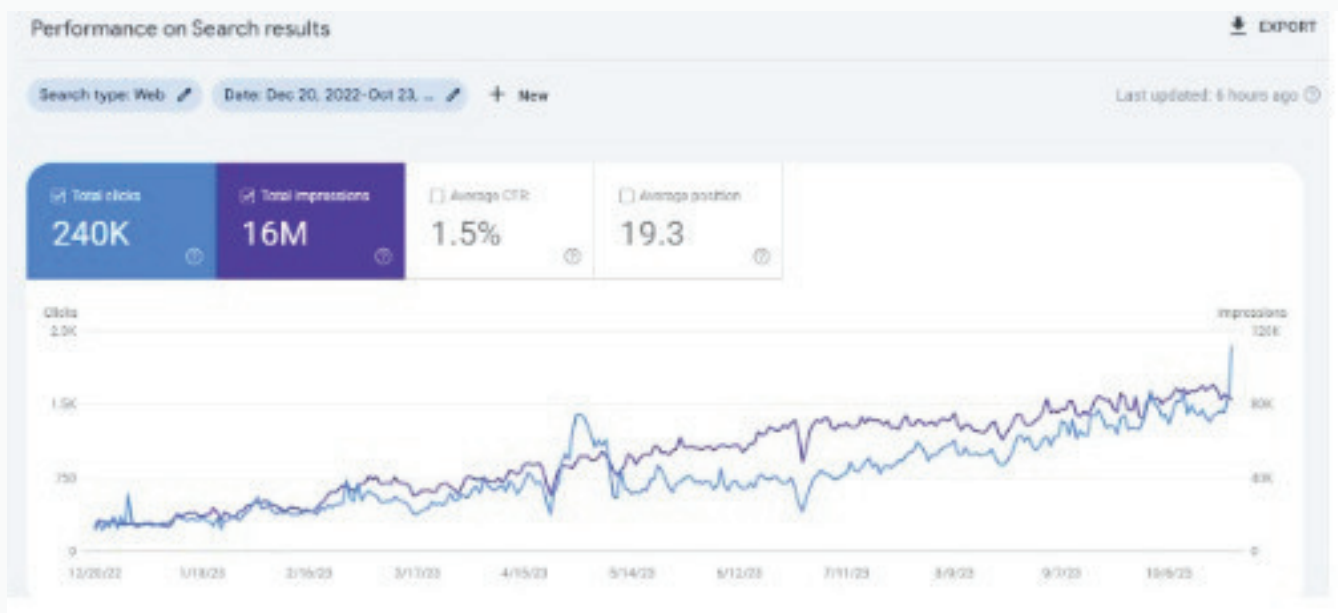 Performance on Search results
EXPORT
Search type: Web
Date: Dec 20, 2022-Oct 23, ...
+ New
Last updated: 6 hours ago
Total clicks
240K
Total impressions
16M
Average CTR
1.5%
Average position
19.3
Clicks
Impressions
120K
1.5K
80K
750
40K
0
0
12/20/22 1/18/23 2/16/23 3/17/23 4/15/23 5/14/23 6/12/23 7/11/23 8/9/23 9/7/23 10/6/23